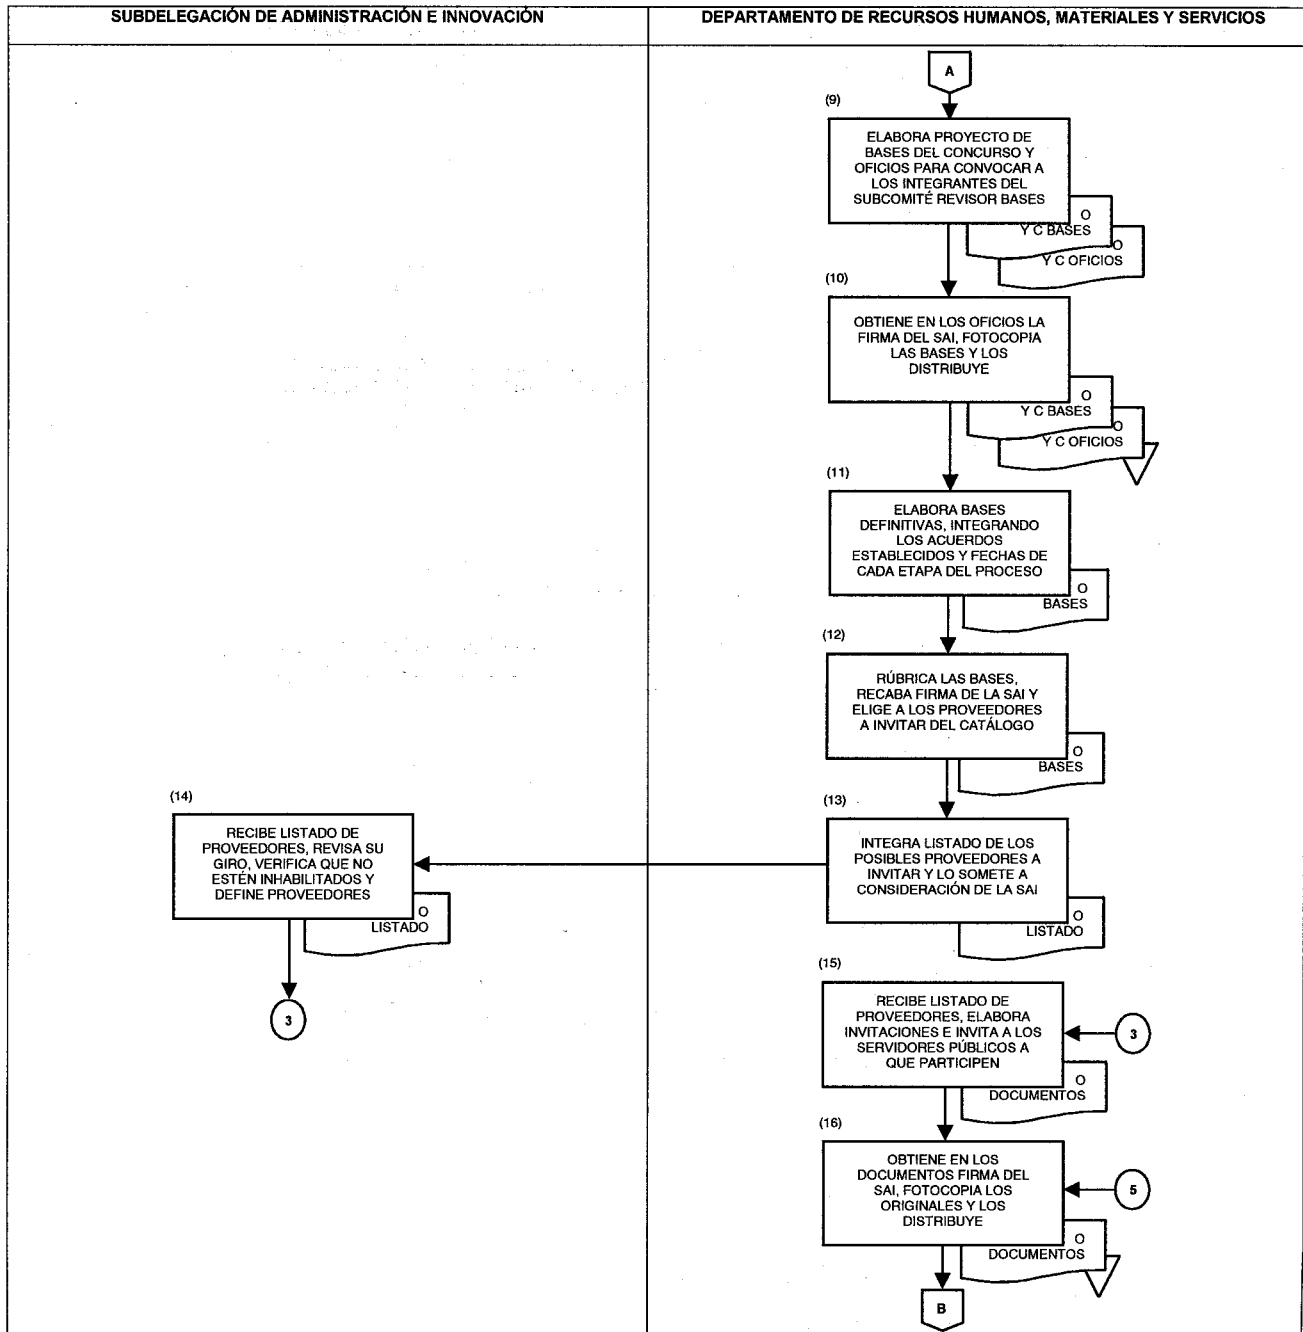 SUBDELEGACIÓN DE ADMINISTRACIÓN E INNOVACIÓN
DEPARTAMENTO DE RECURSOS HUMANOS, MATERIALES Y SERVICIOS
A
(9)
ELABORA PROYECTO DE
BASES DEL CONCURSO Y
OFICIOS PARA CONVOCAR A
LOS INTEGRANTES DEL
SUBCOMITÉ REVISOR BASES
O
Y C BASES
O
Y C OFICIOS
(10)
OBTIENE EN LOS OFICIOS LA
FIRMA DEL SAI, FOTOCOPIA
LAS BASES Y LOS
DISTRIBUYE
O
Y C BASES
O
Y C OFICIOS
(11)
ELABORA BASES
DEFINITIVAS, INTEGRANDO
LOS ACUERDOS
ESTABLECIDOS Y FECHAS DE
CADA ETAPA DEL PROCESO
O
BASES
(12)
RÚBRICA LAS BASES,
RECABA FIRMA DE LA SAI Y
ELIGE A LOS PROVEEDORES
A INVITAR DEL CATÁLOGO
O
BASES
(13)
INTEGRA LISTADO DE LOS
POSIBLES PROVEEDORES A
INVITAR Y LO SOMETE A
CONSIDERACIÓN DE LA SAI
O
LISTADO
(14)
RECIBE LISTADO DE
PROVEEDORES, REVISA SU
GIRO, VERIFICA QUE NO
ESTÉN INHABILITADOS Y
DEFINE PROVEEDORES
O
LISTADO
3
(15)
RECIBE LISTADO DE
PROVEEDORES, ELABORA
INVITACIONES E INVITA A LOS
SERVIDORES PÚBLICOS A
QUE PARTICIPEN
3
O
DOCUMENTOS
(16)
OBTIENE EN LOS
DOCUMENTOS FIRMA DEL
SAI, FOTOCOPIA LOS
ORIGINALES Y LOS
DISTRIBUYE
5
O
DOCUMENTOS
B